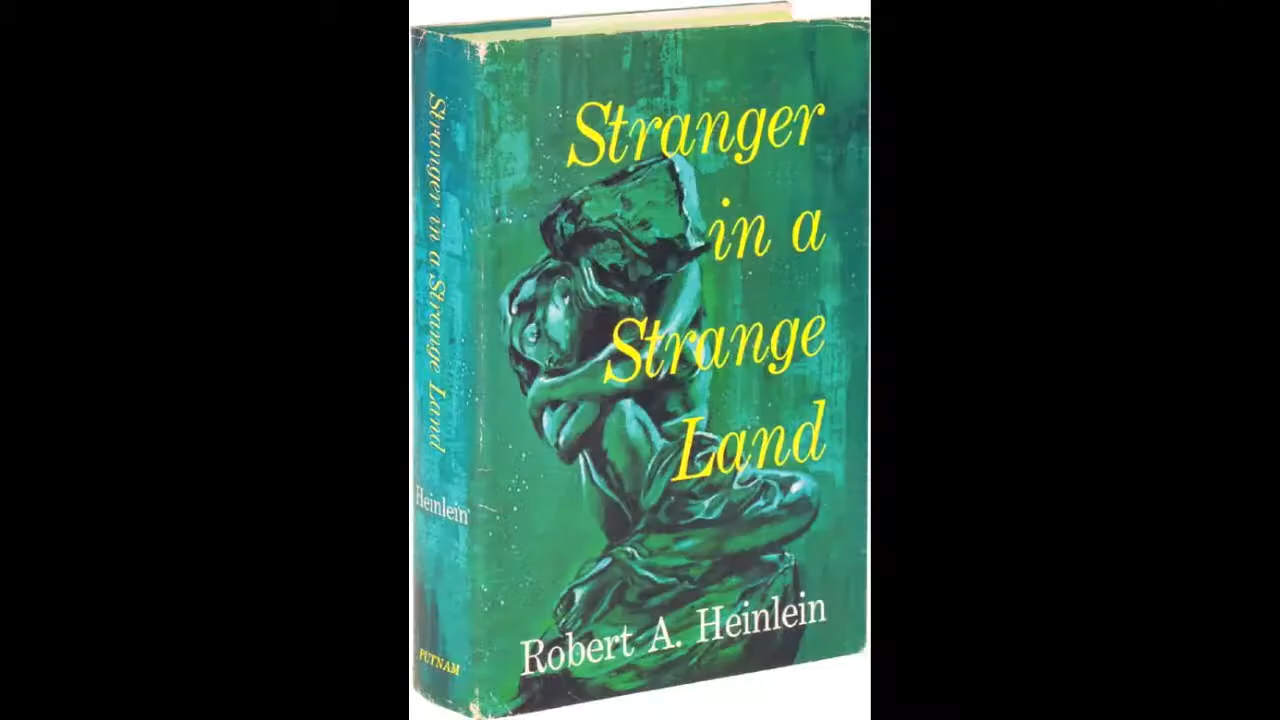 Stranger in a Strange Land
Heinlein
PUTNAM
Stranger
in a
Strange
Land
Robert A. Heinlein